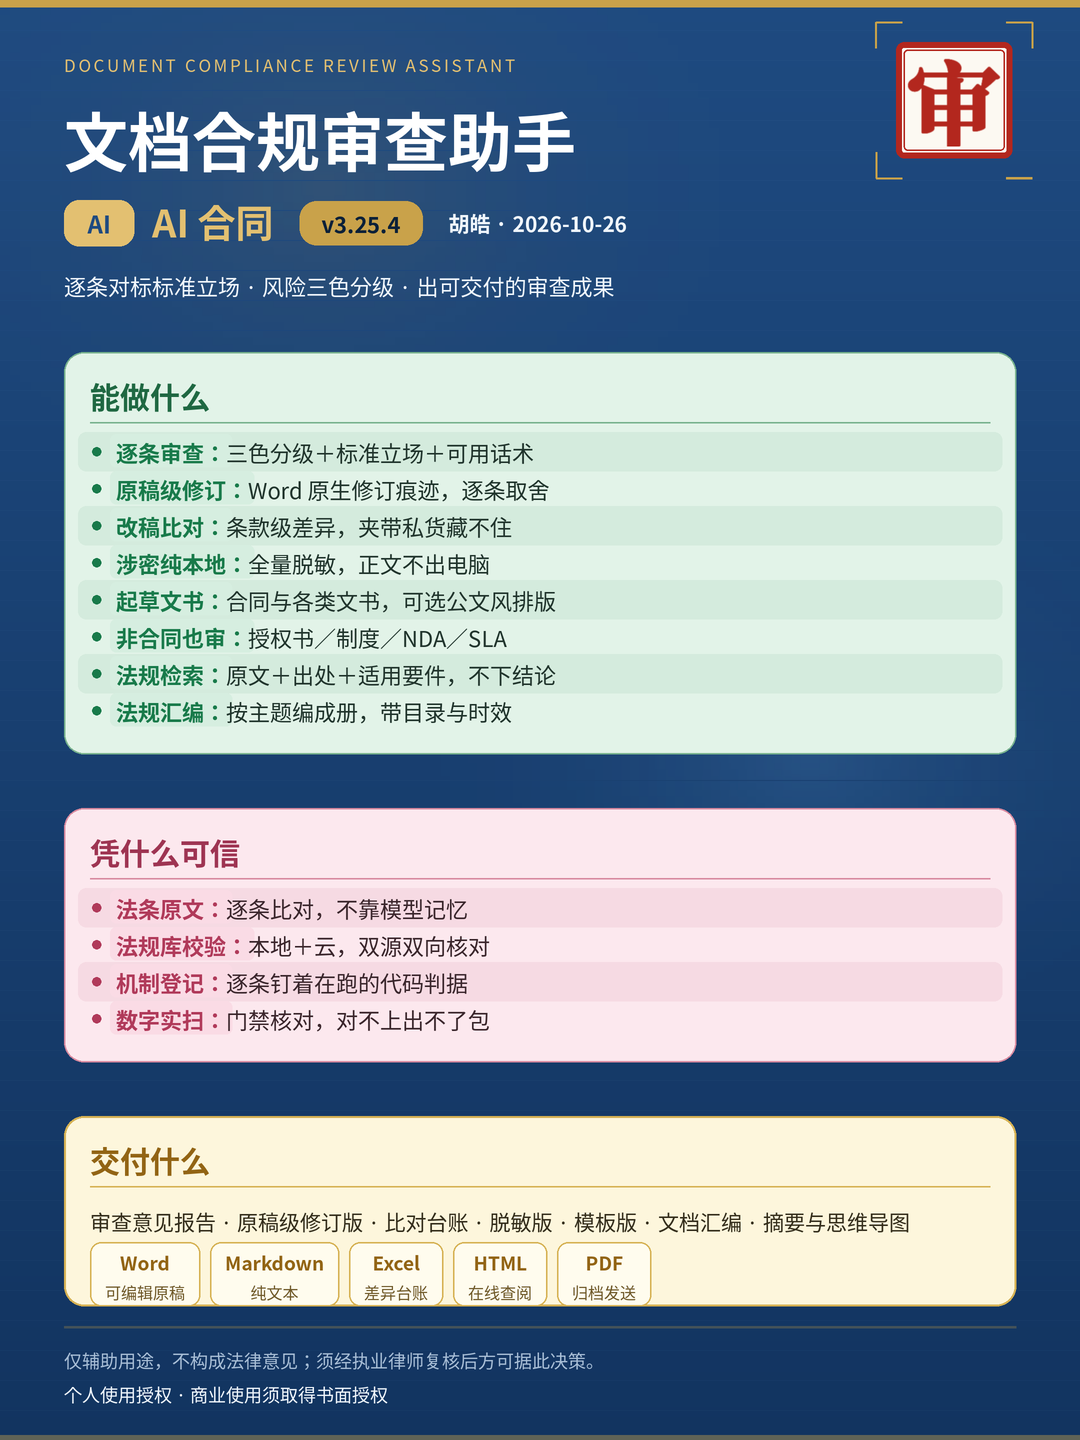 DOCUMENT COMPLIANCE REVIEW ASSISTANT
审
文档合规审查助手
AI AI 合同 v3.25.4 胡皓 · 2026-10-26
逐条对标标准立场 · 风险三色分级 · 出可交付的审查成果
能做什么
逐条审查：三色分级＋标准立场＋可用话术
原稿级修订：Word 原生修订痕迹，逐条取舍
改稿比对：条款级差异，夹带私货藏不住
涉密纯本地：全量脱敏，正文不出电脑
起草文书：合同与各类文书，可选公文风排版
非合同也审：授权书／制度／NDA／SLA
法规检索：原文＋出处＋适用要件，不下结论
法规汇编：按主题编成册，带目录与时效
凭什么可信
法条原文：逐条比对，不靠模型记忆
法规库校验：本地＋云，双源双向核对
机制登记：逐条钉着在跑的代码判据
数字实扫：门禁核对，对不上出不了包
交付什么
审查意见报告 · 原稿级修订版 · 比对台账 · 脱敏版 · 模板版 · 文档汇编 · 摘要与思维导图
Word Markdown Excel HTML PDF
可编辑原稿 纯文本 差异台账 在线查阅 归档发送
仅辅助用途，不构成法律意见；须经执业律师复核后方可据此决策。
个人使用授权 · 商业使用须取得书面授权